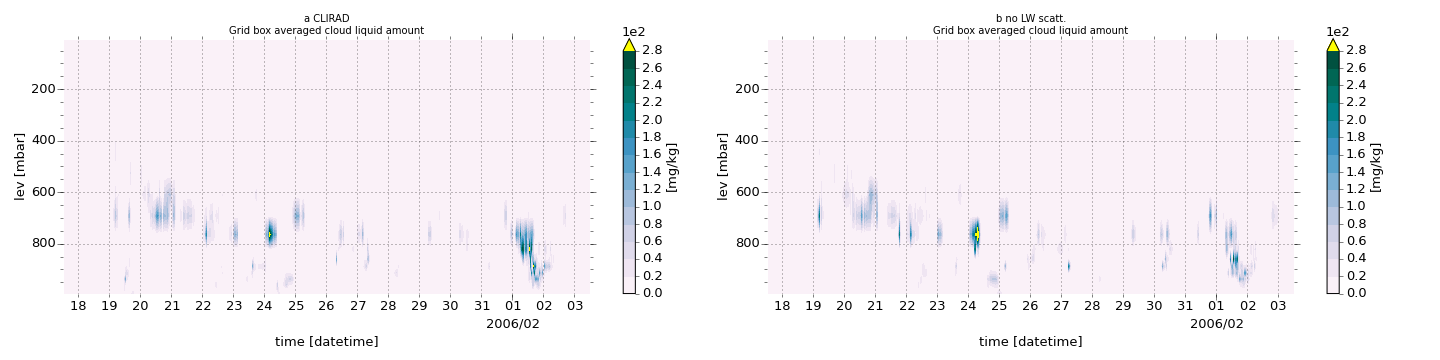 a CLIRAD
Grid box averaged cloud liquid amount
1e2
2.8
2.6
2.4
2.2
2.0
1.8
1.6
1.4
1.2
1.0
0.8
0.6
0.4
0.2
0.0
[mg/kg]
200
400
600
800
lev [mbar]
18 19 20 21 22 23 24 25 26 27 28 29 30 31 01 02 03
2006/02
time [datetime]
b no LW scatt.
Grid box averaged cloud liquid amount
1e2
2.8
2.6
2.4
2.2
2.0
1.8
1.6
1.4
1.2
1.0
0.8
0.6
0.4
0.2
0.0
[mg/kg]
200
400
600
800
lev [mbar]
18 19 20 21 22 23 24 25 26 27 28 29 30 31 01 02 03
2006/02
time [datetime]